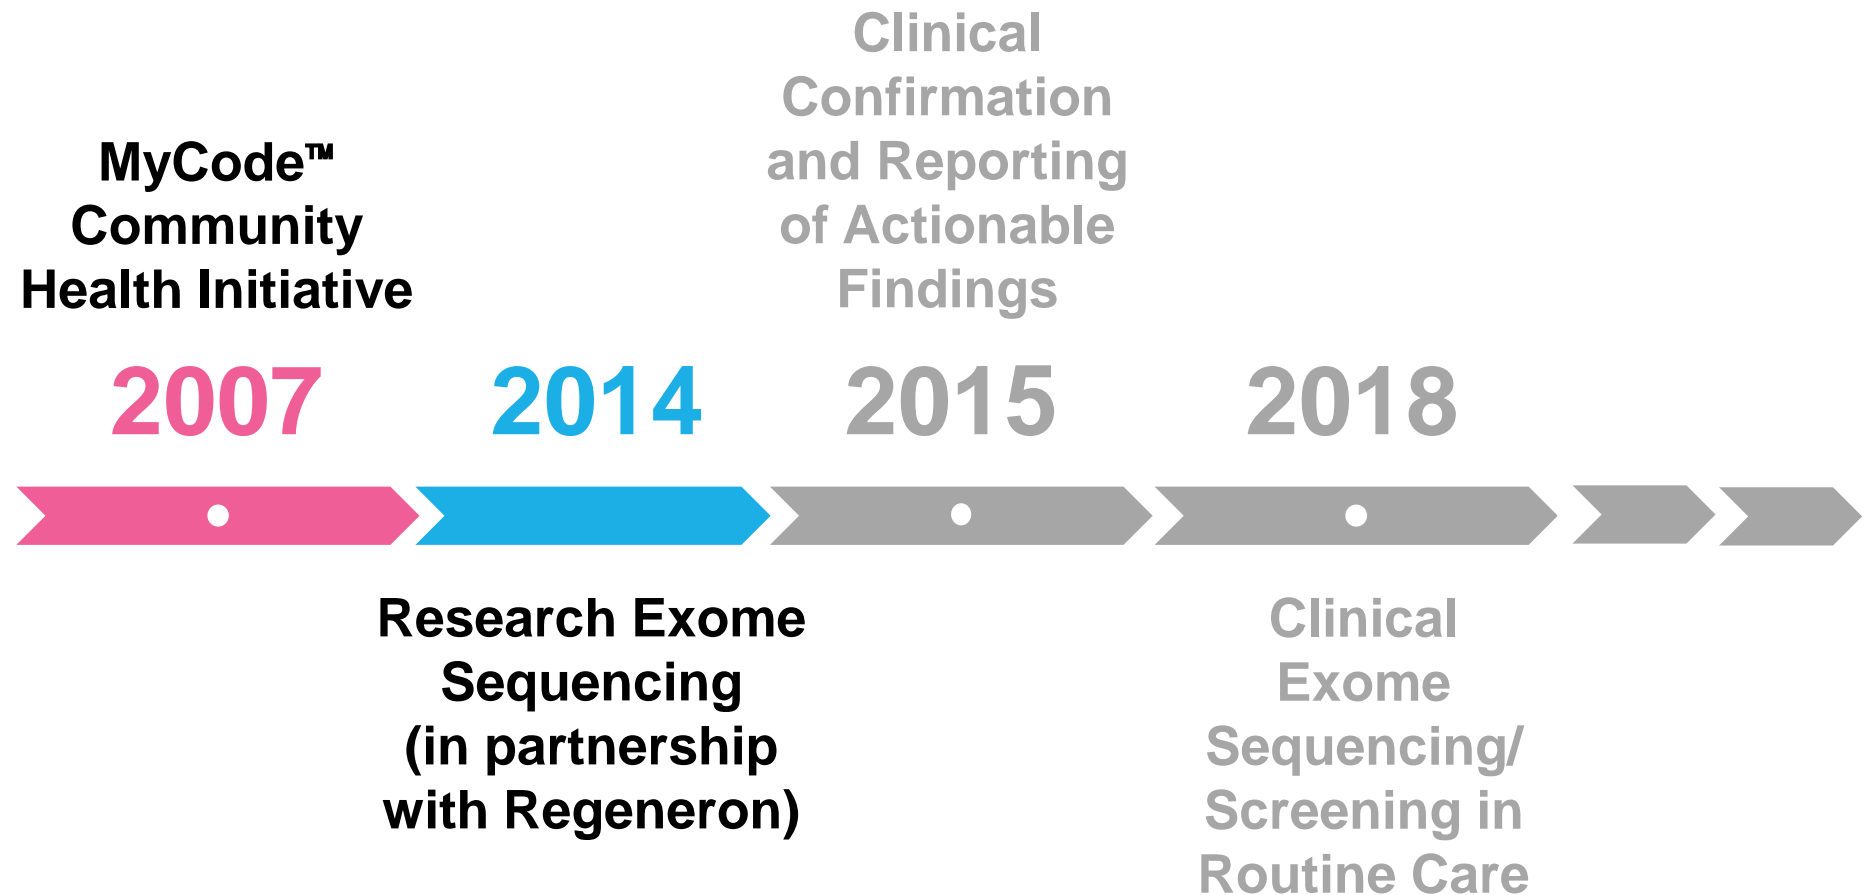 MyCode™
Community
Health Initiative
2007
Research Exome
Sequencing
(in partnership
with Regeneron)
2014
Clinical
Confirmation
and Reporting
of Actionable
Findings
2015
2018
Clinical
Exome
Sequencing/
Screening in
Routine Care